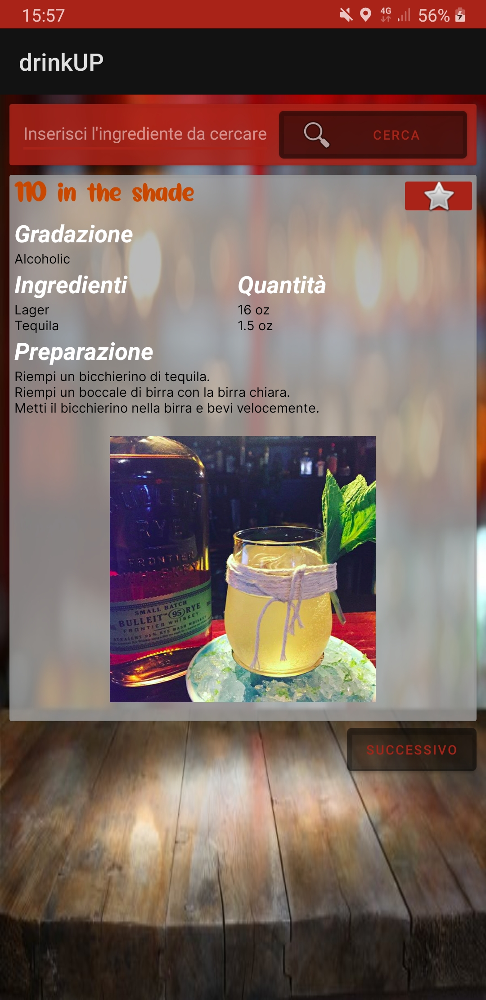 15:57
4G
56%
drinkUP
Inserisci l'ingrediente da cercare
CERCA
110 in the shade
Gradazione
Alcoholic
Ingredienti Quantità
Lager 16 oz
Tequila 1.5 oz
Preparazione
Riempi un bicchierino di tequila.
Riempi un boccale di birra con la birra chiara.
Metti il bicchierino nella birra e bevi velocemente.
BULLEIT
RYE
FRONTIER
WHISKEY
SMALL BATCH
BULLEIT 95 RYE
FRONTIER WHISKEY
STRAIGHT 95% RYE MASH WHISKEY
SUCCESSIVO